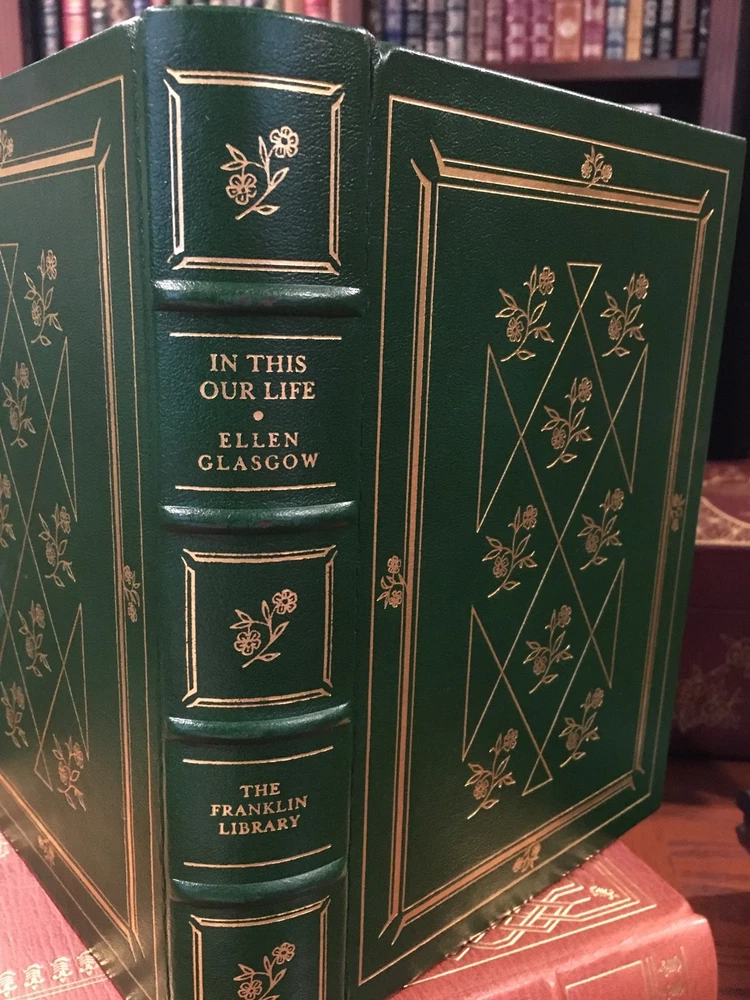 IN THIS
OUR LIFE
•
ELLEN
GLASGOW
THE
FRANKLIN
LIBRARY